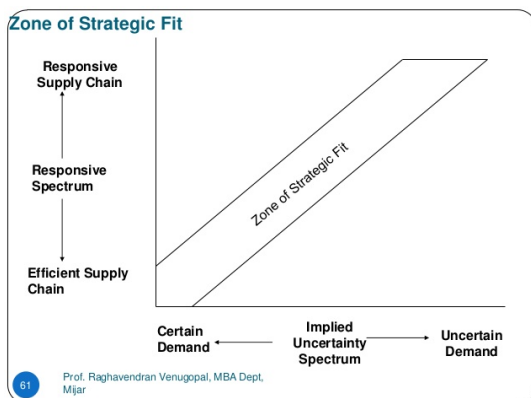 Zone of Strategic Fit
Responsive
Supply Chain
Responsive
Spectrum
Efficient Supply
Chain
Zone of Strategic Fit
Certain
Demand
Implied
Uncertainty
Spectrum
Uncertain
Demand
61
Prof. Raghavendran Venugopal, MBA Dept,
Mijar